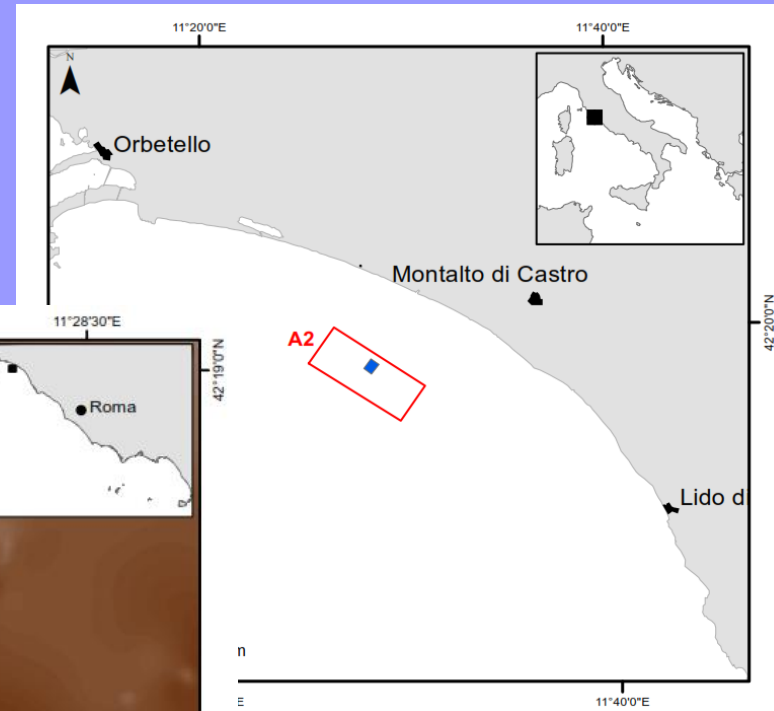 11°20'0"E
11°40'0"E
N
Orbetello
Montalto di Castro
42°20'0"N
A2
11°28'30"E
42°19'0"N
Roma
Lido di
m
E
11°40'0"E